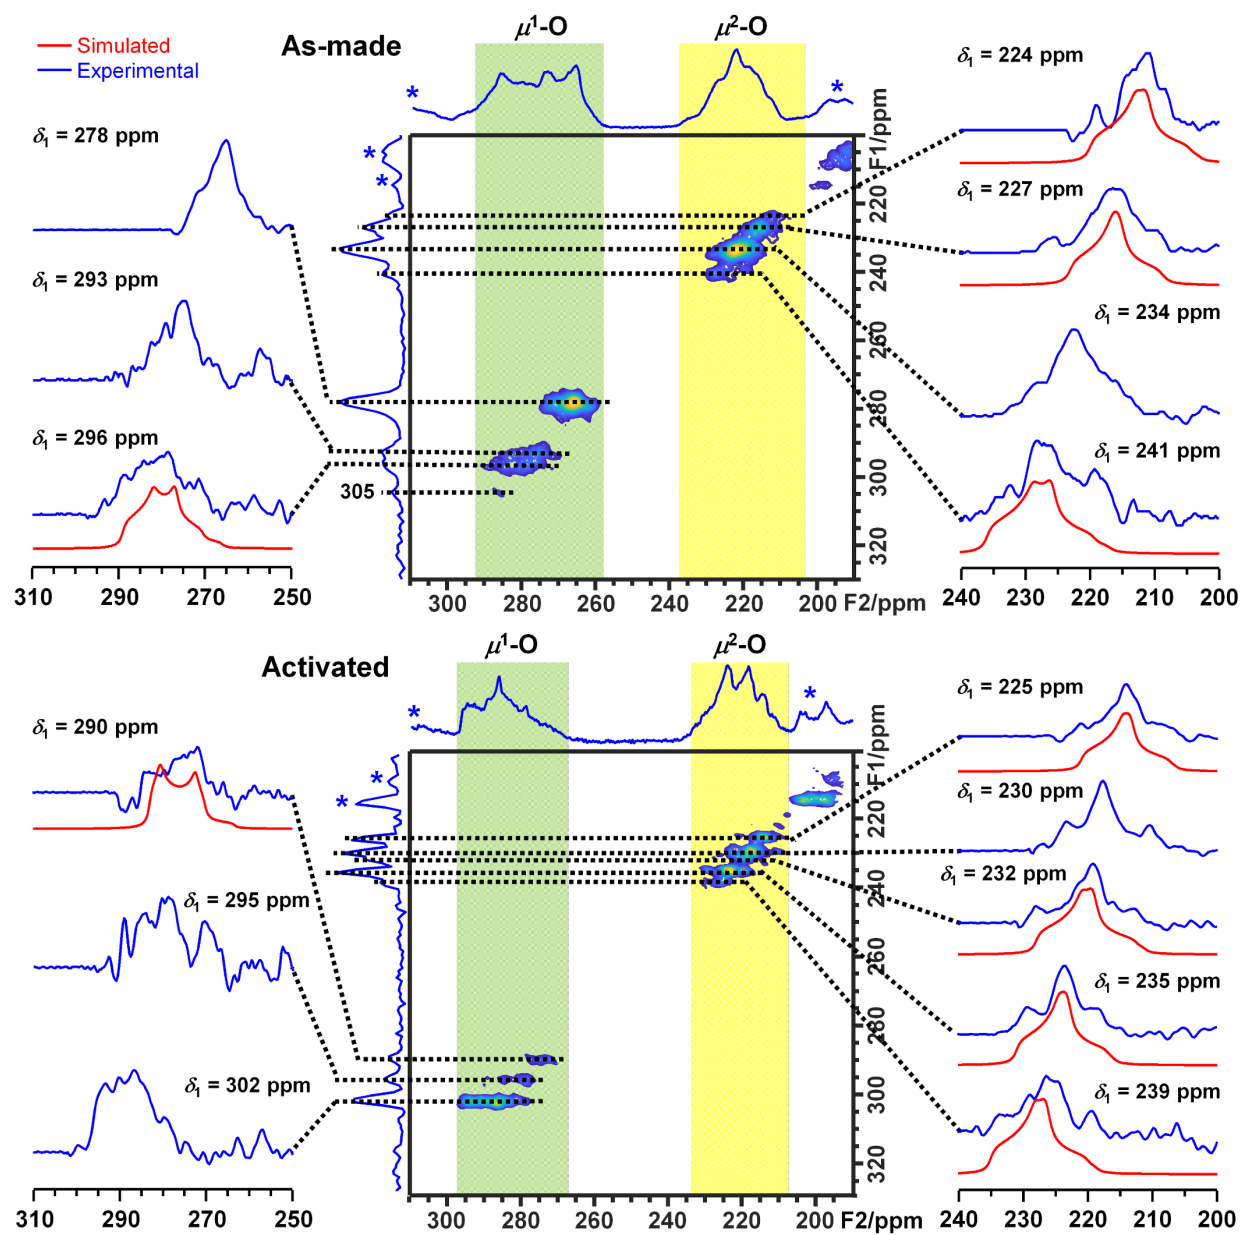 Simulated
Experimental
As-made
μ¹-O
μ²-O
*
*
*
*
δ₁ = 278 ppm
δ₁ = 293 ppm
δ₁ = 296 ppm
305
310 290 270 250
F1/ppm
220
240
260
280
300
320
300 280 260 240 220 200 F2/ppm
δ₁ = 224 ppm
δ₁ = 227 ppm
δ₁ = 234 ppm
δ₁ = 241 ppm
240 230 220 210 200
Activated
μ¹-O
μ²-O
*
*
*
*
δ₁ = 290 ppm
δ₁ = 295 ppm
δ₁ = 302 ppm
310 290 270 250
F1/ppm
220
240
260
280
300
320
300 280 260 240 220 200 F2/ppm
δ₁ = 225 ppm
δ₁ = 230 ppm
δ₁ = 232 ppm
δ₁ = 235 ppm
δ₁ = 239 ppm
240 230 220 210 200